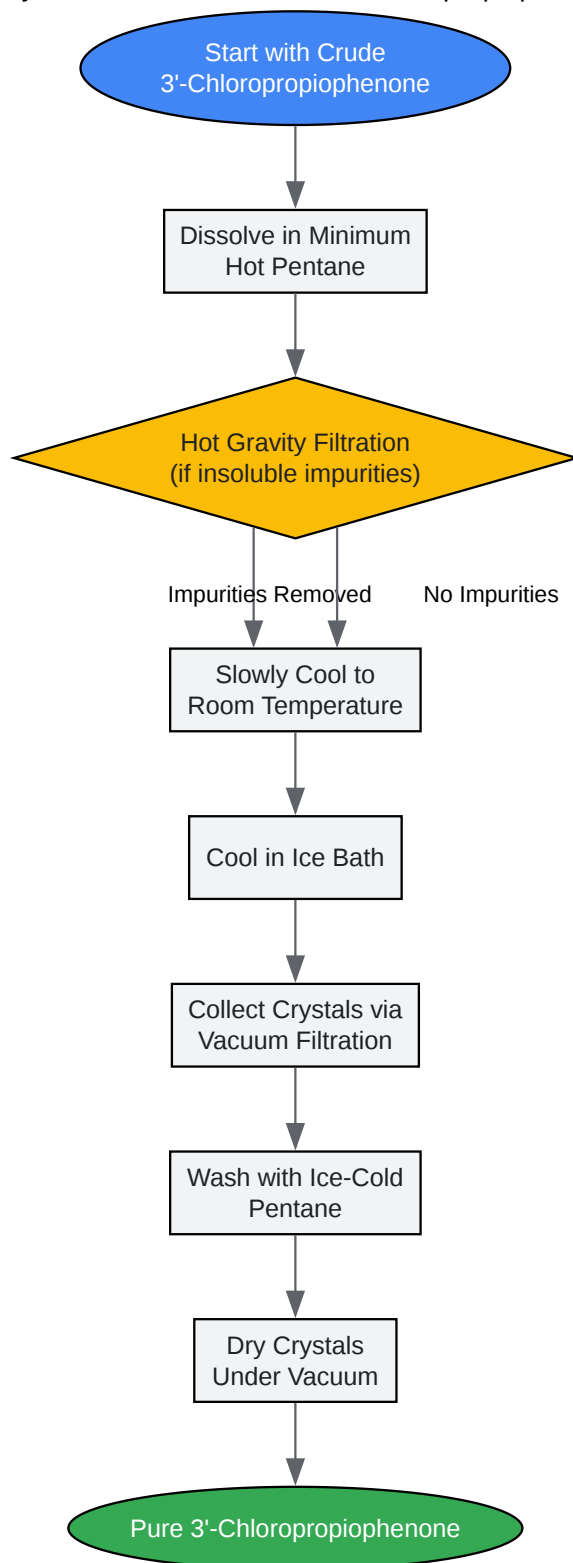 Start with Crude
3'-Chloropropiophenone
Dissolve in Minimum
Hot Pentane
Hot Gravity Filtration
(if insoluble impurities)
Impurities Removed
No Impurities
Slowly Cool to
Room Temperature
Cool in Ice Bath
Collect Crystals via
Vacuum Filtration
Wash with Ice-Cold
Pentane
Dry Crystals
Under Vacuum
Pure 3'-Chloropropiophenone